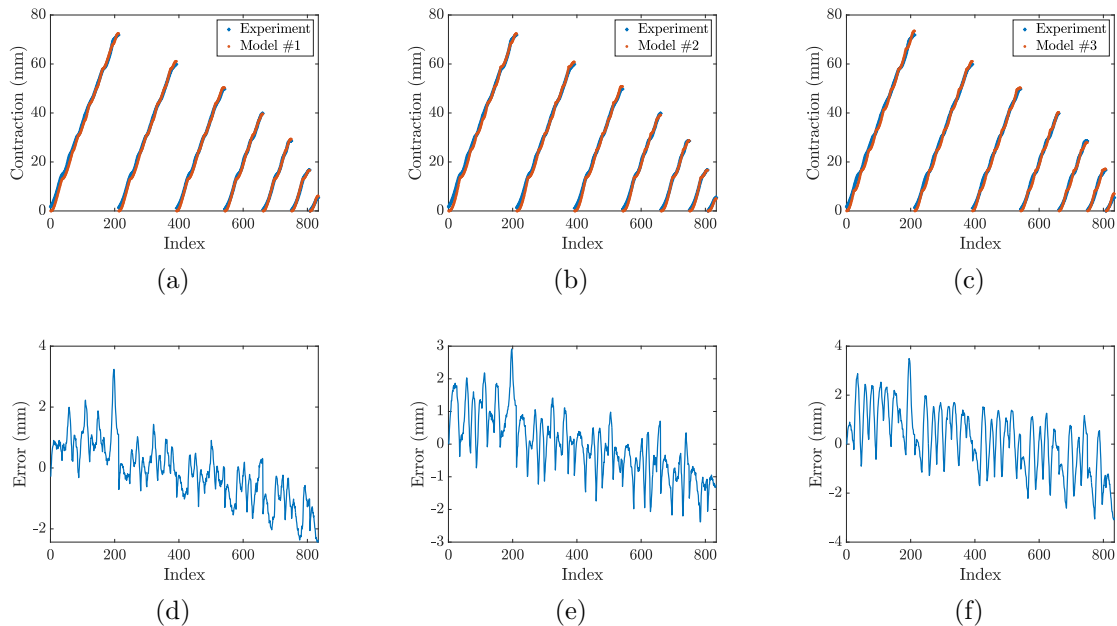 80
60
40
20
0
0 200 400 600 800
Contraction (mm)
Index
Experiment
Model #1
(a)
80
60
40
20
0
0 200 400 600 800
Contraction (mm)
Index
Experiment
Model #2
(b)
80
60
40
20
0
0 200 400 600 800
Contraction (mm)
Index
Experiment
Model #3
(c)
4
2
0
-2
0 200 400 600 800
Error (mm)
Index
(d)
3
2
1
0
-1
-2
-3
0 200 400 600 800
Error (mm)
Index
(e)
4
2
0
-2
-4
0 200 400 600 800
Error (mm)
Index
(f)